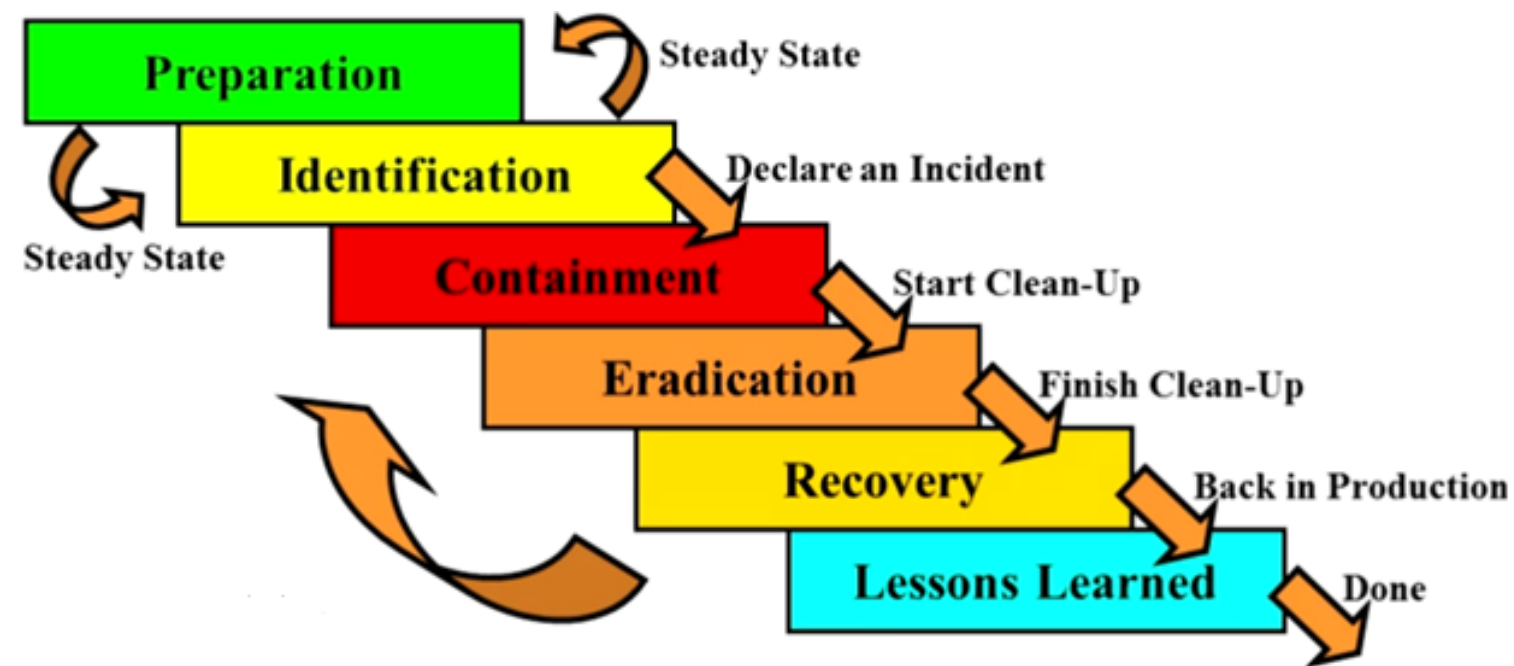 Preparation
Steady State
Identification
Declare an Incident
Steady State
Containment
Start Clean-Up
Eradication
Finish Clean-Up
Recovery
Back in Production
Lessons Learned
Done